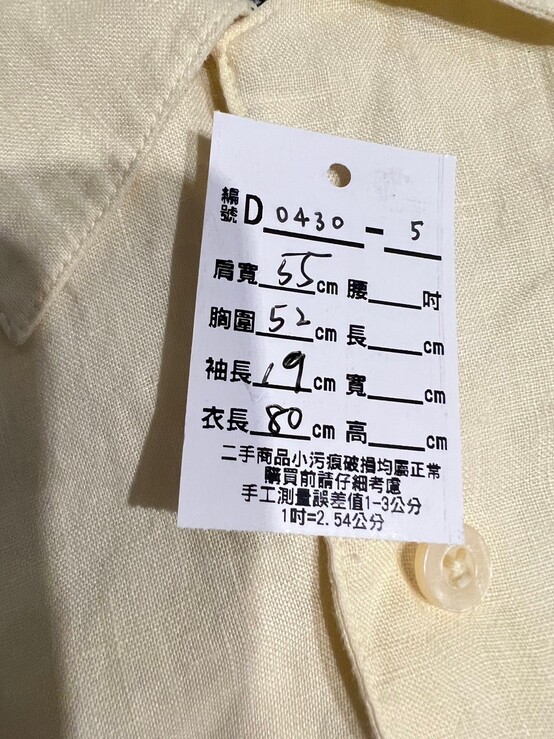 編號 D 0430 - 5
肩寬 55 cm 腰 吋
胸圍 52 cm 長 cm
袖長 19 cm 寬 cm
衣長 80 cm 高 cm
二手商品小污痕破損均屬正常
購買前請仔細考慮
手工測量誤差值1-3公分
1吋=2.54公分